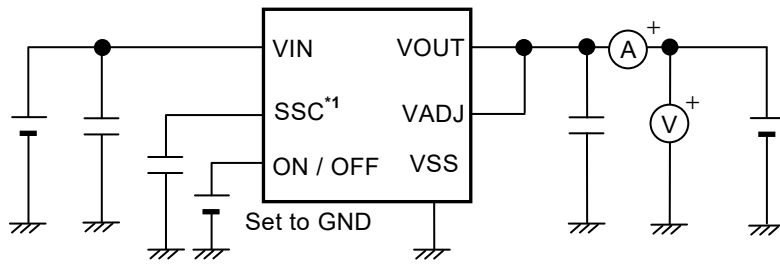 VIN VOUT A +
SSC*1 VADJ V +
ON / OFF VSS
Set to GND